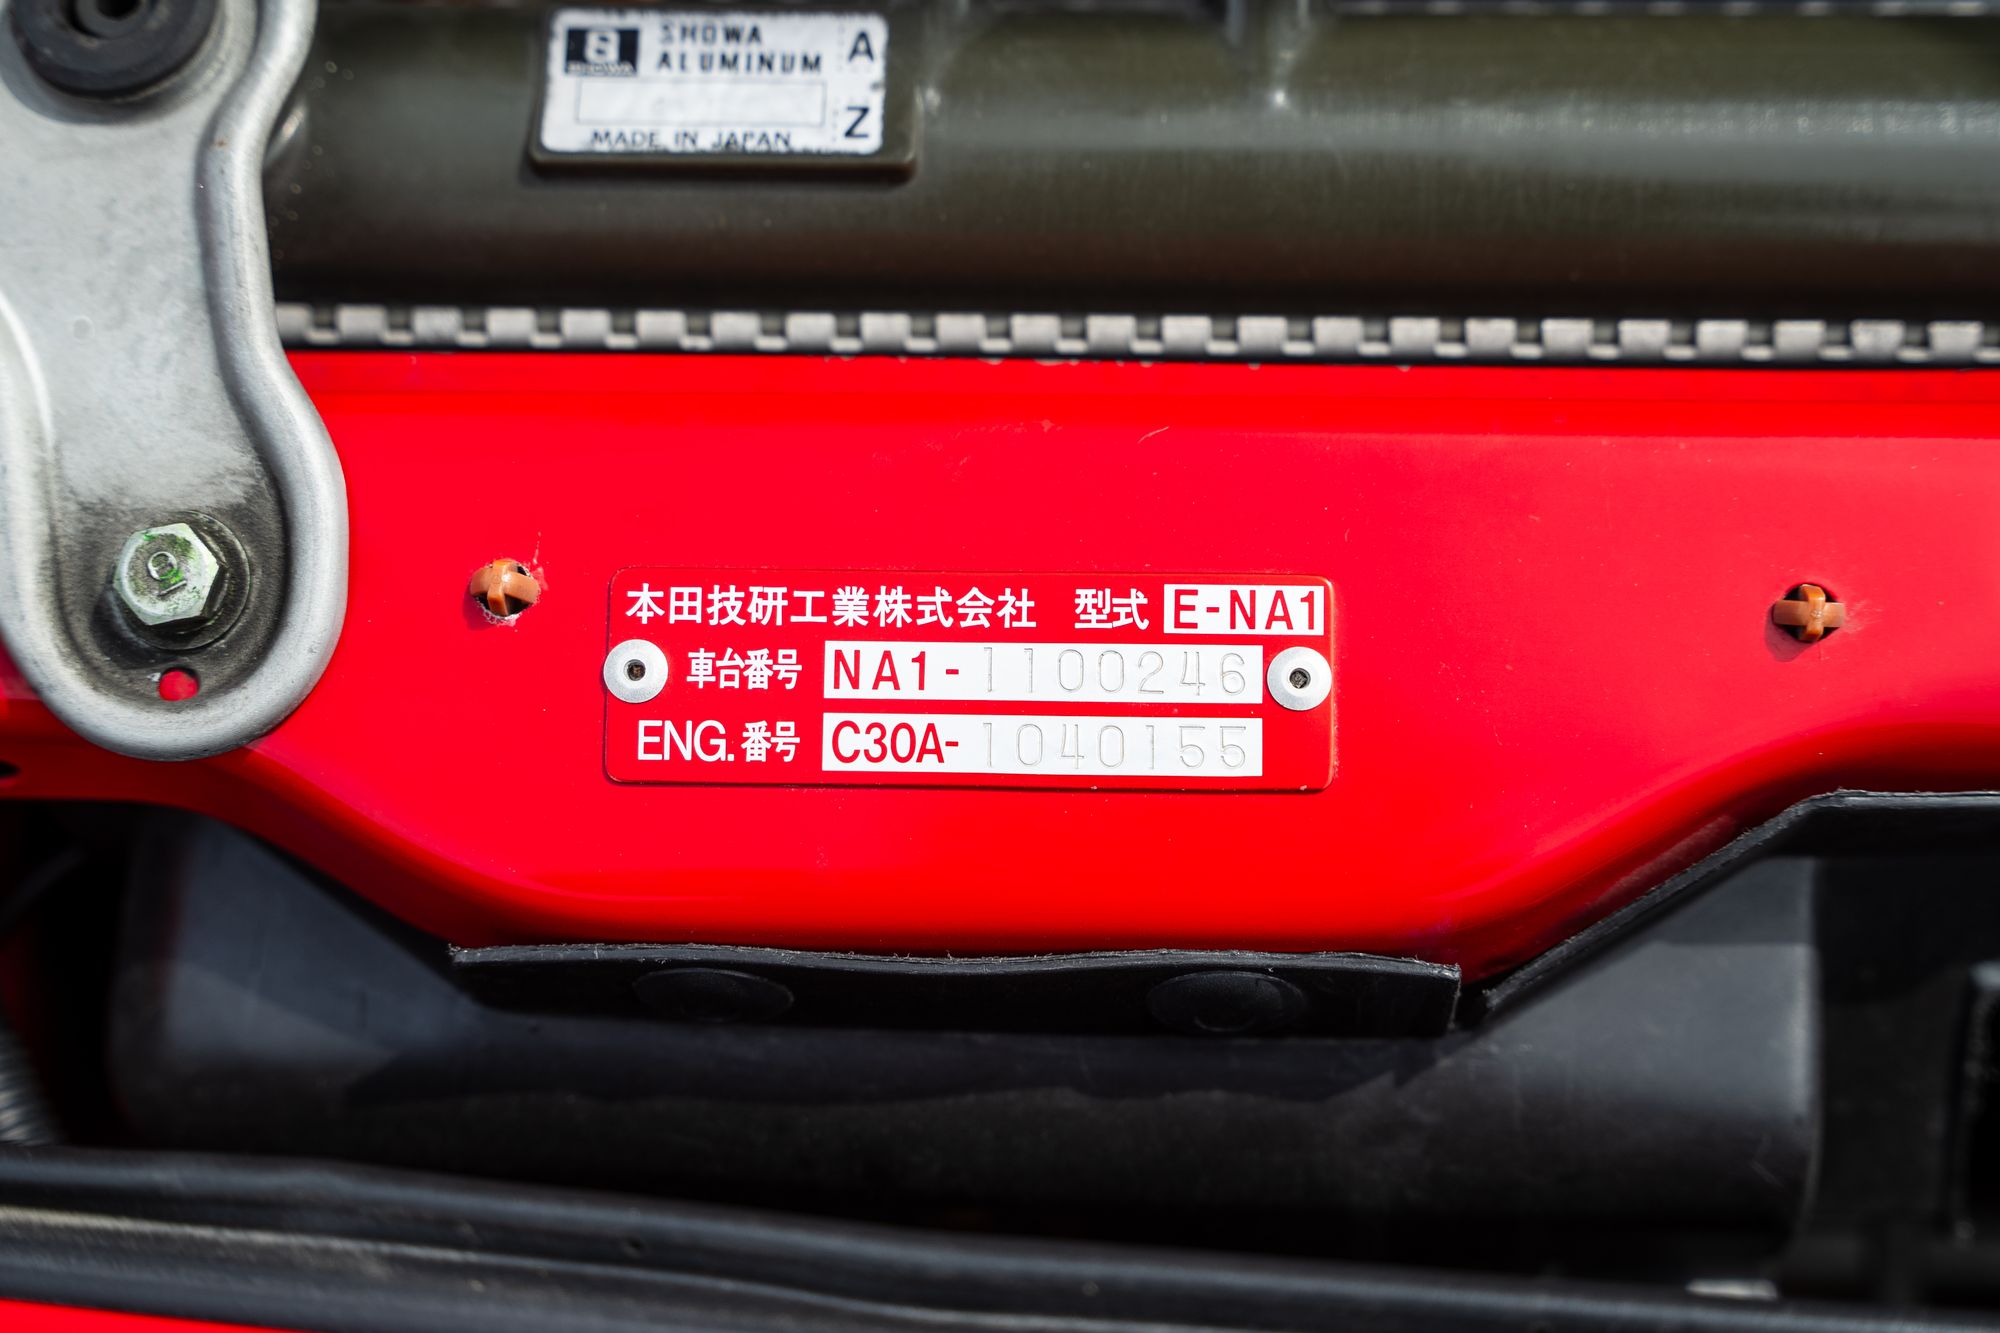 SHOWA
ALUMINUM
A
Z
MADE IN JAPAN
本田技研工業株式会社 型式 E-NA1
車台番号 NA1-1100246
ENG. 番号 C30A-1040155